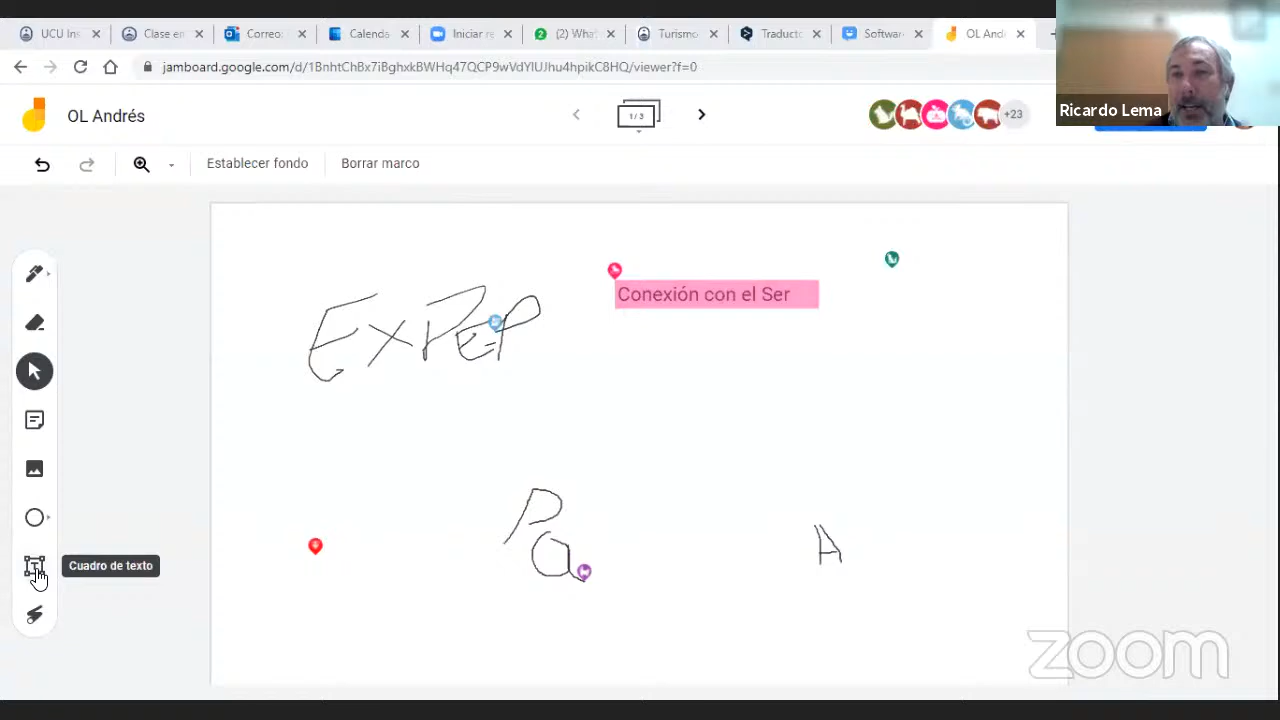 UCU Ins
Clase en
Correo:
Calenda
Iniciar re
(2) What
Turismo
Traducto
Software
OL Andr
jamboard.google.com/d/1BnhtChBx7iBghxkBWHq47QCP9wVdYlUJhu4hpikC8HQ/viewer?f=0
Ricardo Lema
OL Andrés
1 / 3
+23
Establecer fondo
Borrar marco
Conexión con el Ser
EXPEP
Pa
A
Cuadro de texto
zoom